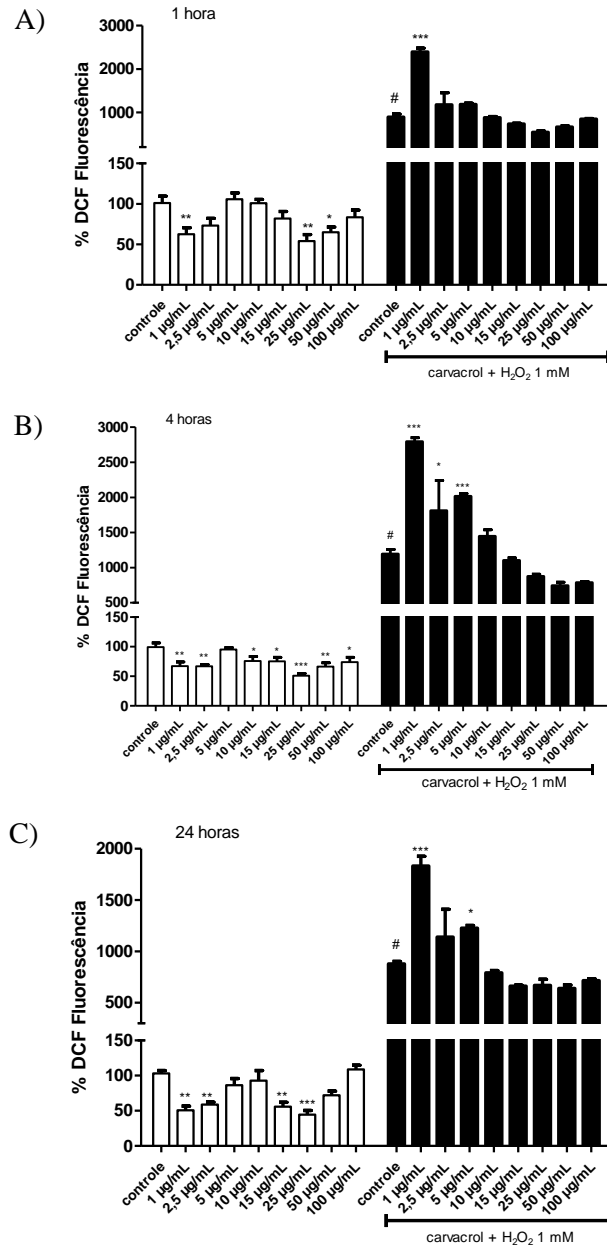 A)
1 hora
% DCF Fluorescência
3000
2000
1000
150
100
50
0
***
#
**
**
*
controle
1 µg/mL
2,5 µg/mL
5 µg/mL
10 µg/mL
15 µg/mL
25 µg/mL
50 µg/mL
100 µg/mL
controle
1 µg/mL
2,5 µg/mL
5 µg/mL
10 µg/mL
15 µg/mL
25 µg/mL
50 µg/mL
100 µg/mL
carvacrol + H₂O₂ 1 mM
B)
4 horas
% DCF Fluorescência
3000
2500
2000
1500
1000
500
150
100
50
0
***
*
***
#
**
**
*
*
***
**
*
controle
1 µg/mL
2,5 µg/mL
5 µg/mL
10 µg/mL
15 µg/mL
25 µg/mL
50 µg/mL
100 µg/mL
controle
1 µg/mL
2,5 µg/mL
5 µg/mL
10 µg/mL
15 µg/mL
25 µg/mL
50 µg/mL
100 µg/mL
carvacrol + H₂O₂ 1 mM
C)
24 horas
% DCF Fluorescência
2000
1500
1000
500
150
100
50
0
***
*
#
**
**
**
***
controle
1 µg/mL
2,5 µg/mL
5 µg/mL
10 µg/mL
15 µg/mL
25 µg/mL
50 µg/mL
100 µg/mL
controle
1 µg/mL
2,5 µg/mL
5 µg/mL
10 µg/mL
15 µg/mL
25 µg/mL
50 µg/mL
100 µg/mL
carvacrol + H₂O₂ 1 mM